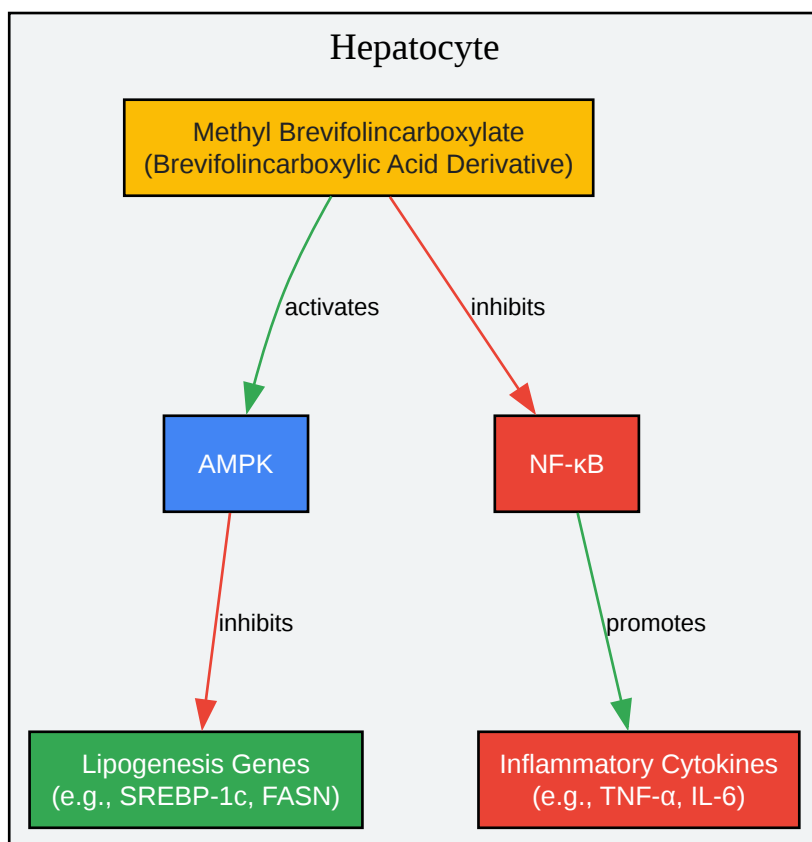 Hepatocyte
Methyl Brevifolincarboxylate
(Brevifolincarboxylic Acid Derivative)
activates
inhibits
AMPK
NF-κB
inhibits
promotes
Lipogenesis Genes
(e.g., SREBP-1c, FASN)
Inflammatory Cytokines
(e.g., TNF-α, IL-6)